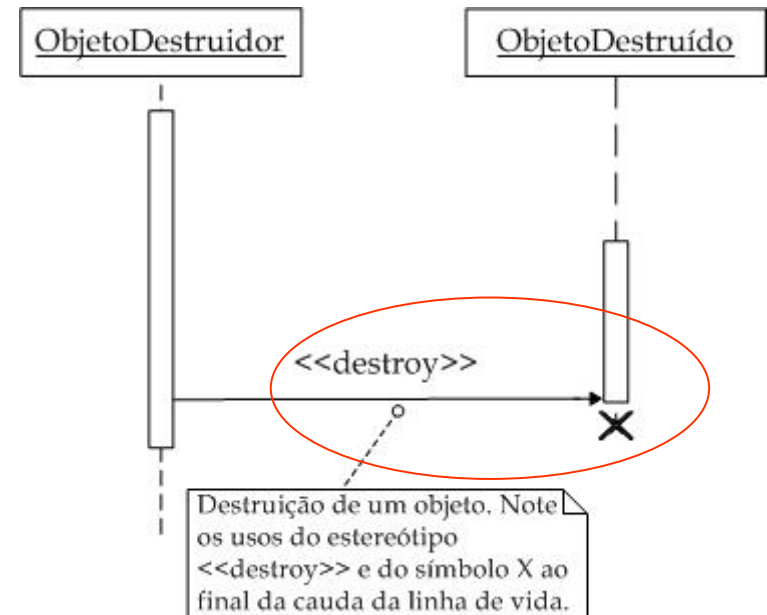 ObjetoDestruidor
ObjetoDestruído
<<destroy>>
Destruição de um objeto. Note
os usos do estereótipo
<<destroy>> e do símbolo X ao
final da cauda da linha de vida.